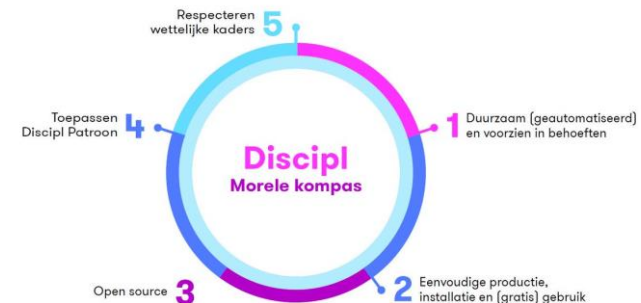 Respecteren
wettelijke kaders
5
Toepassen
Discipl Patroon
4
1
Duurzaam (geautomatiseerd)
en voorzien in behoeften
Discipl
Morele kompas
Open source
3
2
Eenvoudige productie,
installatie en (gratis) gebruik